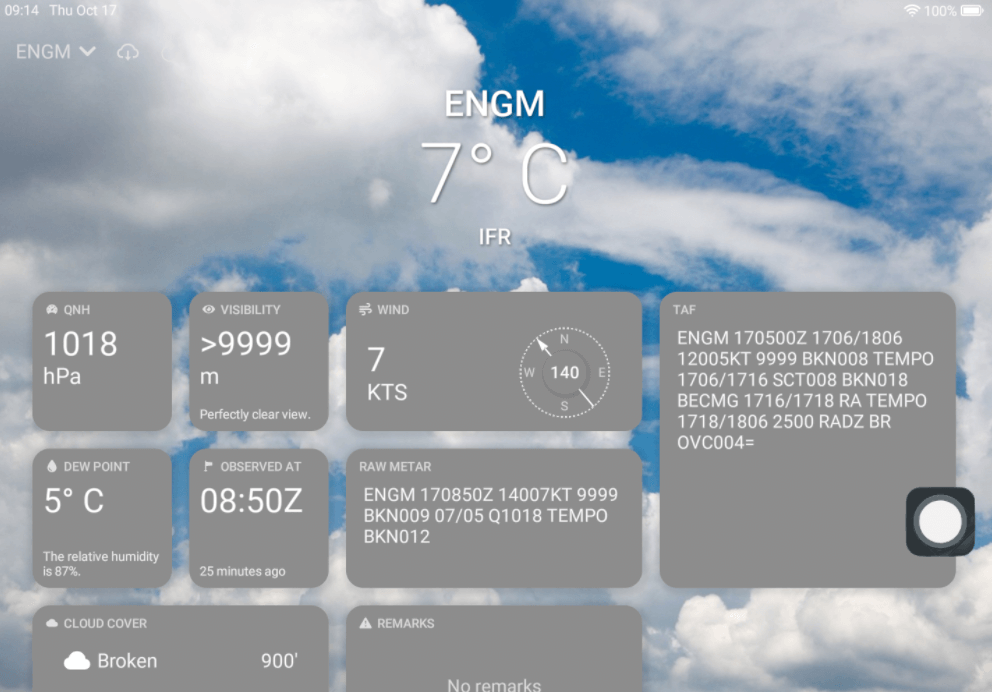 09:14 Thu Oct 17
100%
ENGM
ENGM
7° C
IFR
QNH
1018
hPa
VISIBILITY
>9999
m
Perfectly clear view.
WIND
7
KTS
N
W 140 E
S
TAF
ENGM 170500Z 1706/1806
12005KT 9999 BKN008 TEMPO
1706/1716 SCT008 BKN018
BECMG 1716/1718 RA TEMPO
1718/1806 2500 RADZ BR
OVC004=
DEW POINT
5° C
The relative humidity
is 87%.
OBSERVED AT
08:50Z
25 minutes ago
RAW METAR
ENGM 170850Z 14007KT 9999
BKN009 07/05 Q1018 TEMPO
BKN012
CLOUD COVER
Broken 900'
REMARKS
No remarks